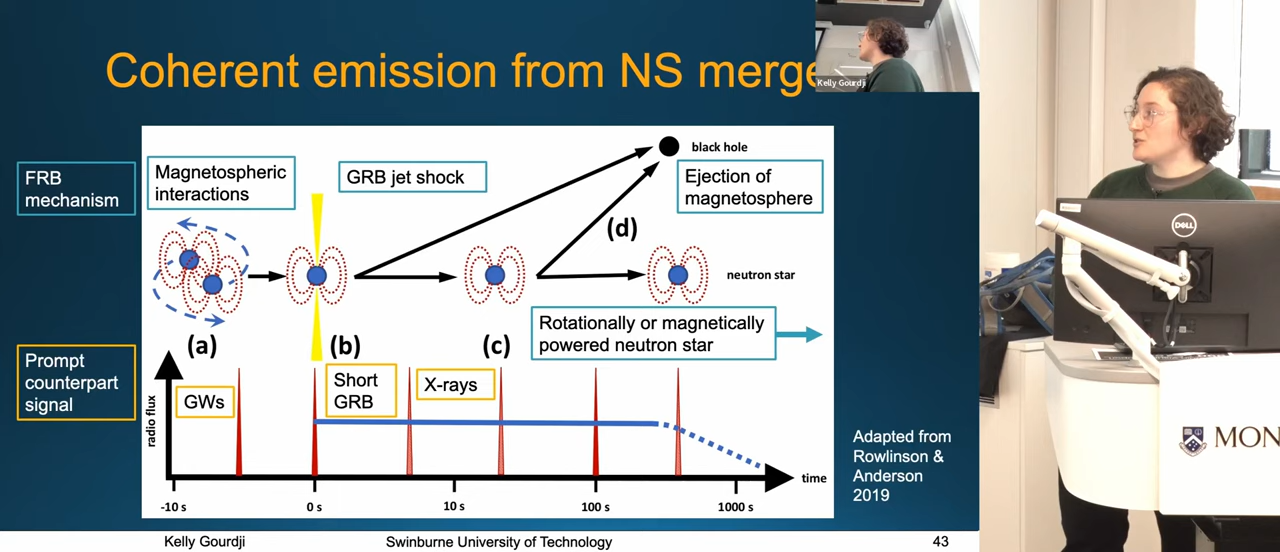 Coherent emission from NS merge
Kelly Gourdji
FRB
mechanism
Magnetospheric
interactions
GRB jet shock
black hole
Ejection of
magnetosphere
(d)
neutron star
Rotationally or magnetically
powered neutron star
(a)
(b)
(c)
Prompt
counterpart
signal
GWs
Short
GRB
X-rays
radio flux
time
-10 s
0 s
10 s
100 s
1000 s
Adapted from
Rowlinson &
Anderson
2019
Kelly Gourdji
Swinburne University of Technology
43
DELL
MON